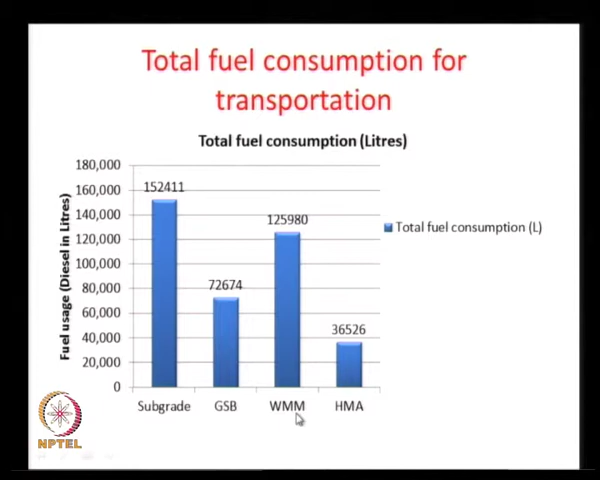 Total fuel consumption for
transportation
Total fuel consumption (Litres)
Fuel usage (Diesel in Litres)
180,000
160,000
140,000
120,000
100,000
80,000
60,000
40,000
20,000
0
152411
72674
125980
36526
Subgrade
GSB
WMM
HMA
Total fuel consumption (L)
NPTEL